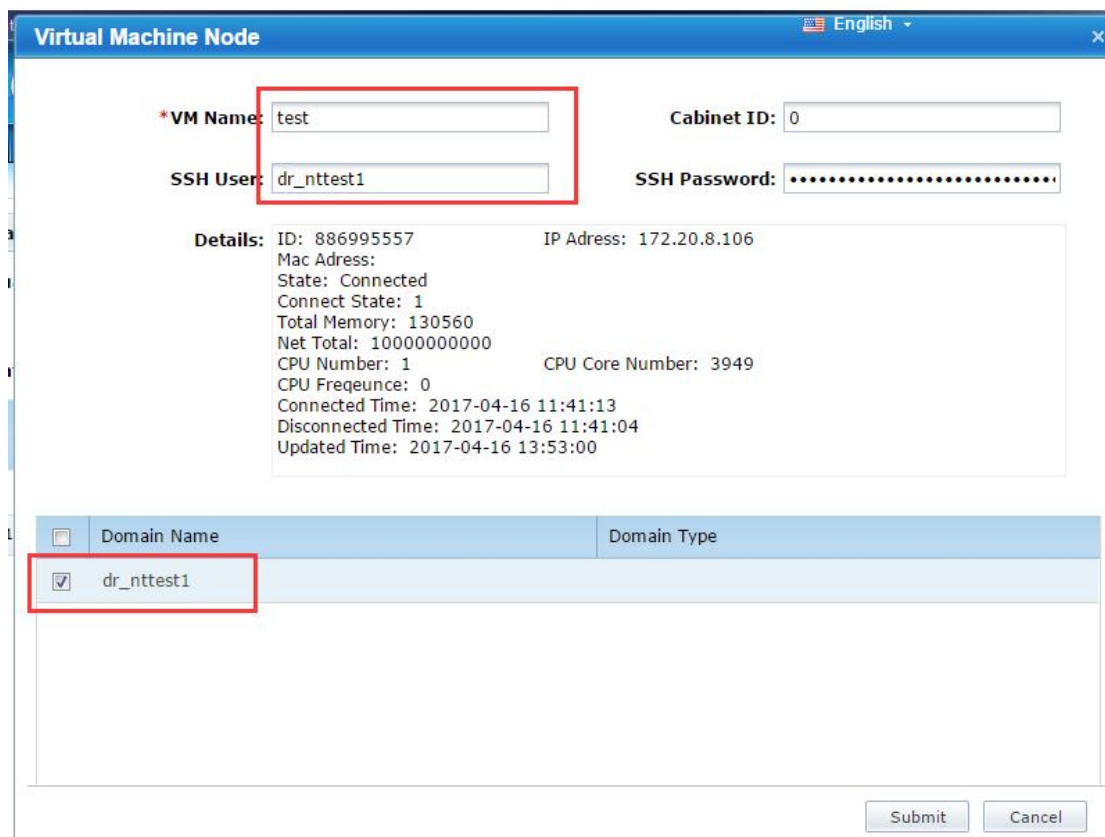 English
Virtual Machine Node
*VM Name: test Cabinet ID: 0
SSH User: dr_nttest1 SSH Password: ••••••••••••••••••••••••••••
Details: ID: 886995557 IP Adress: 172.20.8.106
Mac Adress:
State: Connected
Connect State: 1
Total Memory: 130560
Net Total: 10000000000
CPU Number: 1 CPU Core Number: 3949
CPU Freqeunce: 0
Connected Time: 2017-04-16 11:41:13
Disconnected Time: 2017-04-16 11:41:04
Updated Time: 2017-04-16 13:53:00
Domain Name Domain Type
dr_nttest1
Submit Cancel